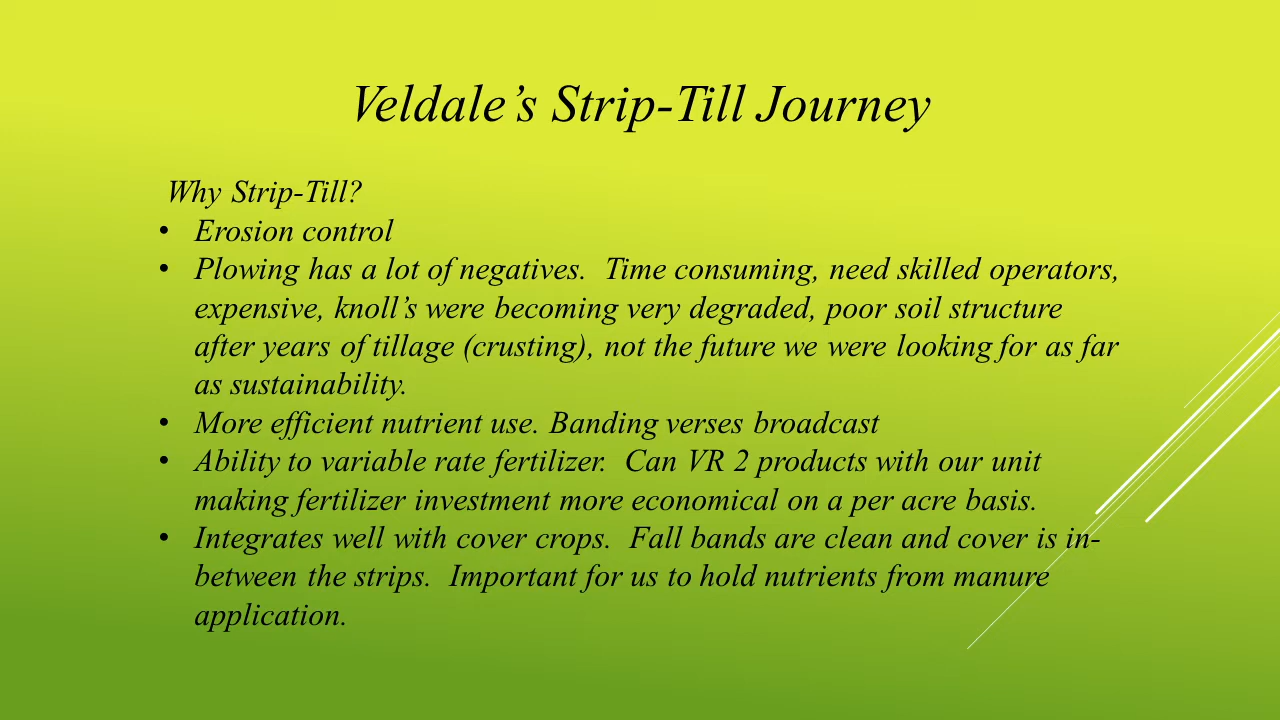 Veldale’s Strip-Till Journey
Why Strip-Till?
• Erosion control
• Plowing has a lot of negatives.  Time consuming, need skilled operators,
expensive, knoll’s were becoming very degraded, poor soil structure
after years of tillage (crusting), not the future we were looking for as far
as sustainability.
• More efficient nutrient use. Banding verses broadcast
• Ability to variable rate fertilizer.  Can VR 2 products with our unit
making fertilizer investment more economical on a per acre basis.
• Integrates well with cover crops.  Fall bands are clean and cover is in-
between the strips.  Important for us to hold nutrients from manure
application.